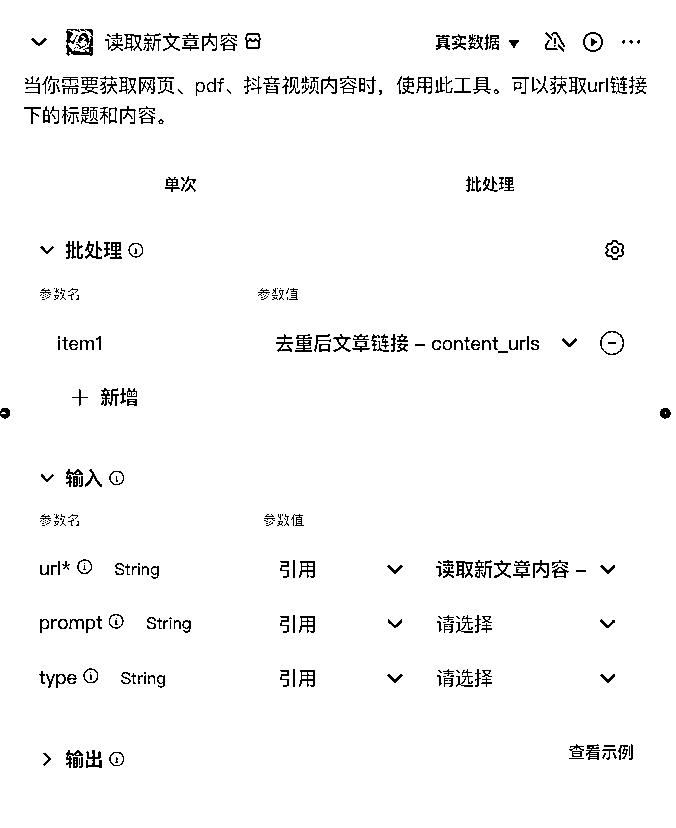 读取新文章内容 真实数据
当你需要获取网页、pdf、抖音视频内容时，使用此工具。可以获取url链接
下的标题和内容。
单次 批处理
批处理
参数名 参数值
item1 去重后文章链接 – content_urls
新增
输入
参数名 参数值
url* String 引用 读取新文章内容 –
prompt String 引用 请选择
type String 引用 请选择
输出 查看示例